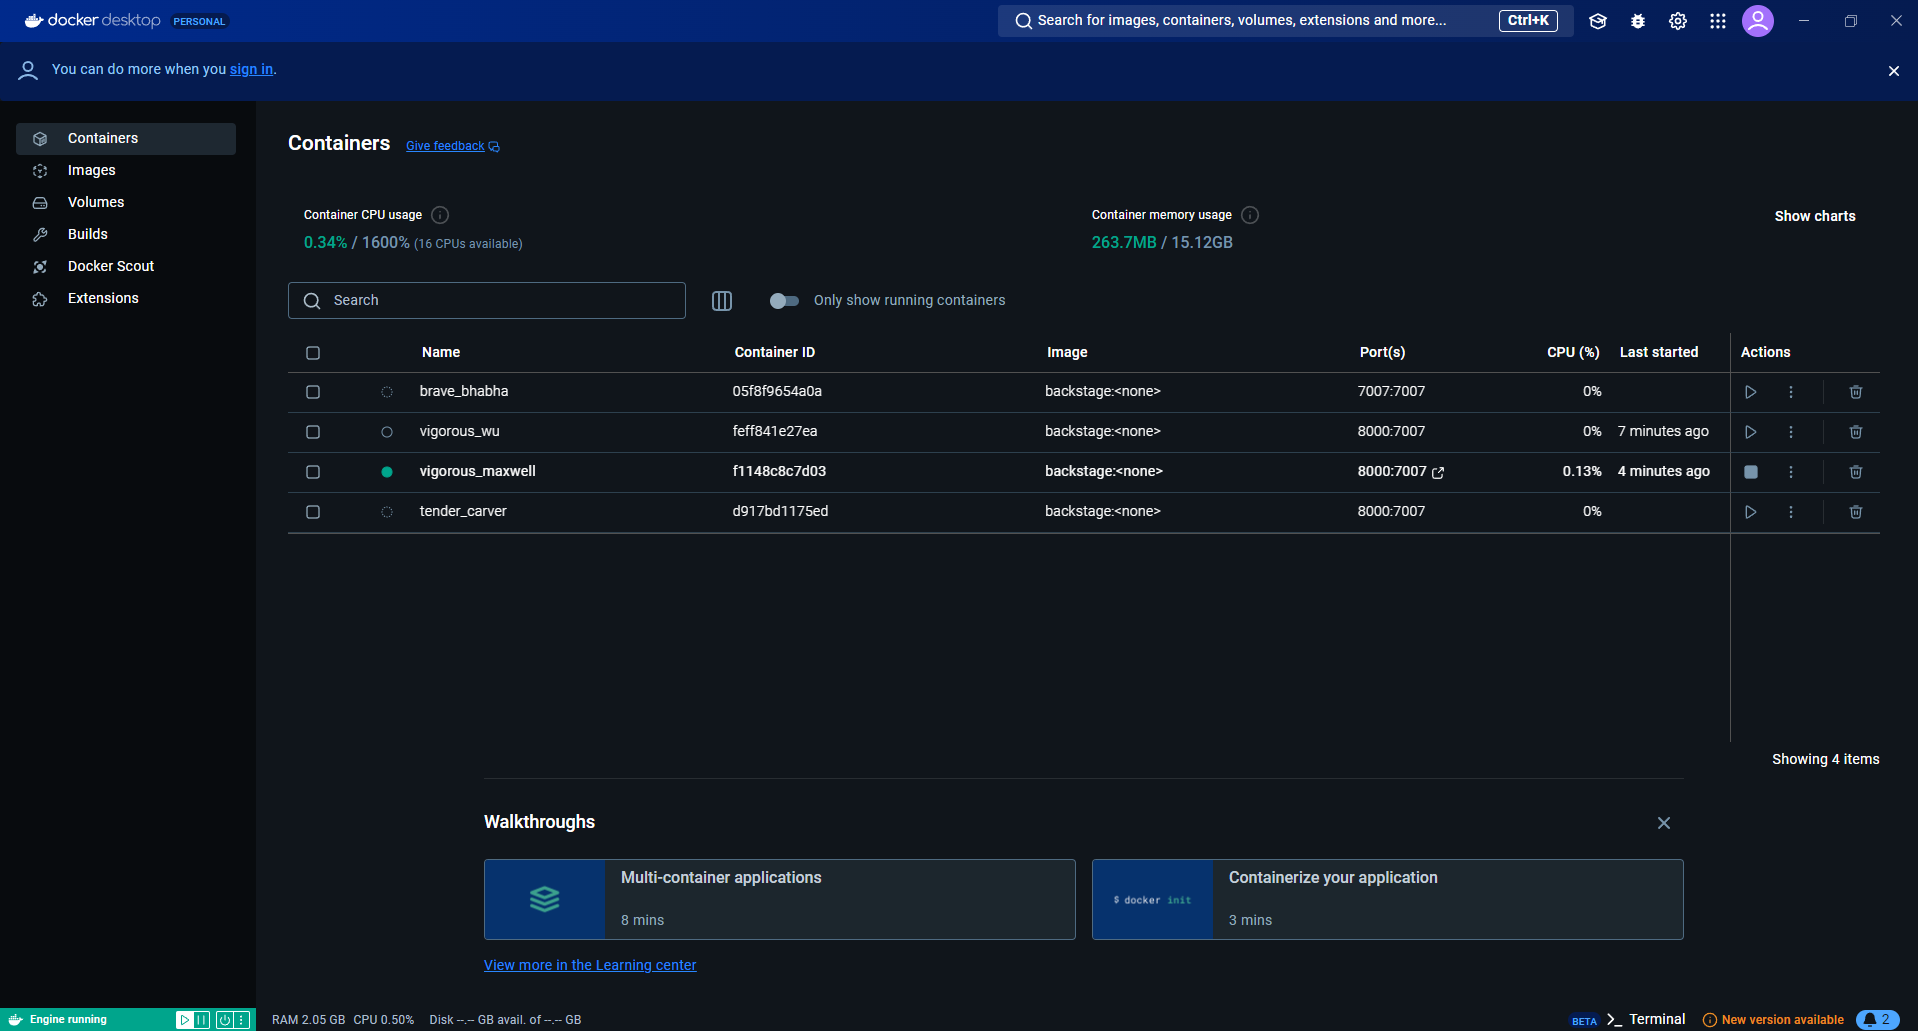 docker desktop PERSONAL
Search for images, containers, volumes, extensions and more... Ctrl+K
You can do more when you sign in.
Containers
Images
Volumes
Builds
Docker Scout
Extensions
Containers Give feedback
Container CPU usage
0.34% / 1600% (16 CPUs available)
Container memory usage
263.7MB / 15.12GB
Show charts
Search
Only show running containers
Name Container ID Image Port(s) CPU (%) Last started Actions
brave_bhabha 05f8f9654a0a backstage:<none> 7007:7007 0%
vigorous_wu feff841e27ea backstage:<none> 8000:7007 0% 7 minutes ago
vigorous_maxwell f1148c8c7d03 backstage:<none> 8000:7007 0.13% 4 minutes ago
tender_carver d917bd1175ed backstage:<none> 8000:7007 0%
Showing 4 items
Walkthroughs
Multi-container applications
8 mins
$ docker init
Containerize your application
3 mins
View more in the Learning center
Engine running
RAM 2.05 GB CPU 0.50% Disk --.-- GB avail. of --.-- GB
BETA >_ Terminal
New version available
2